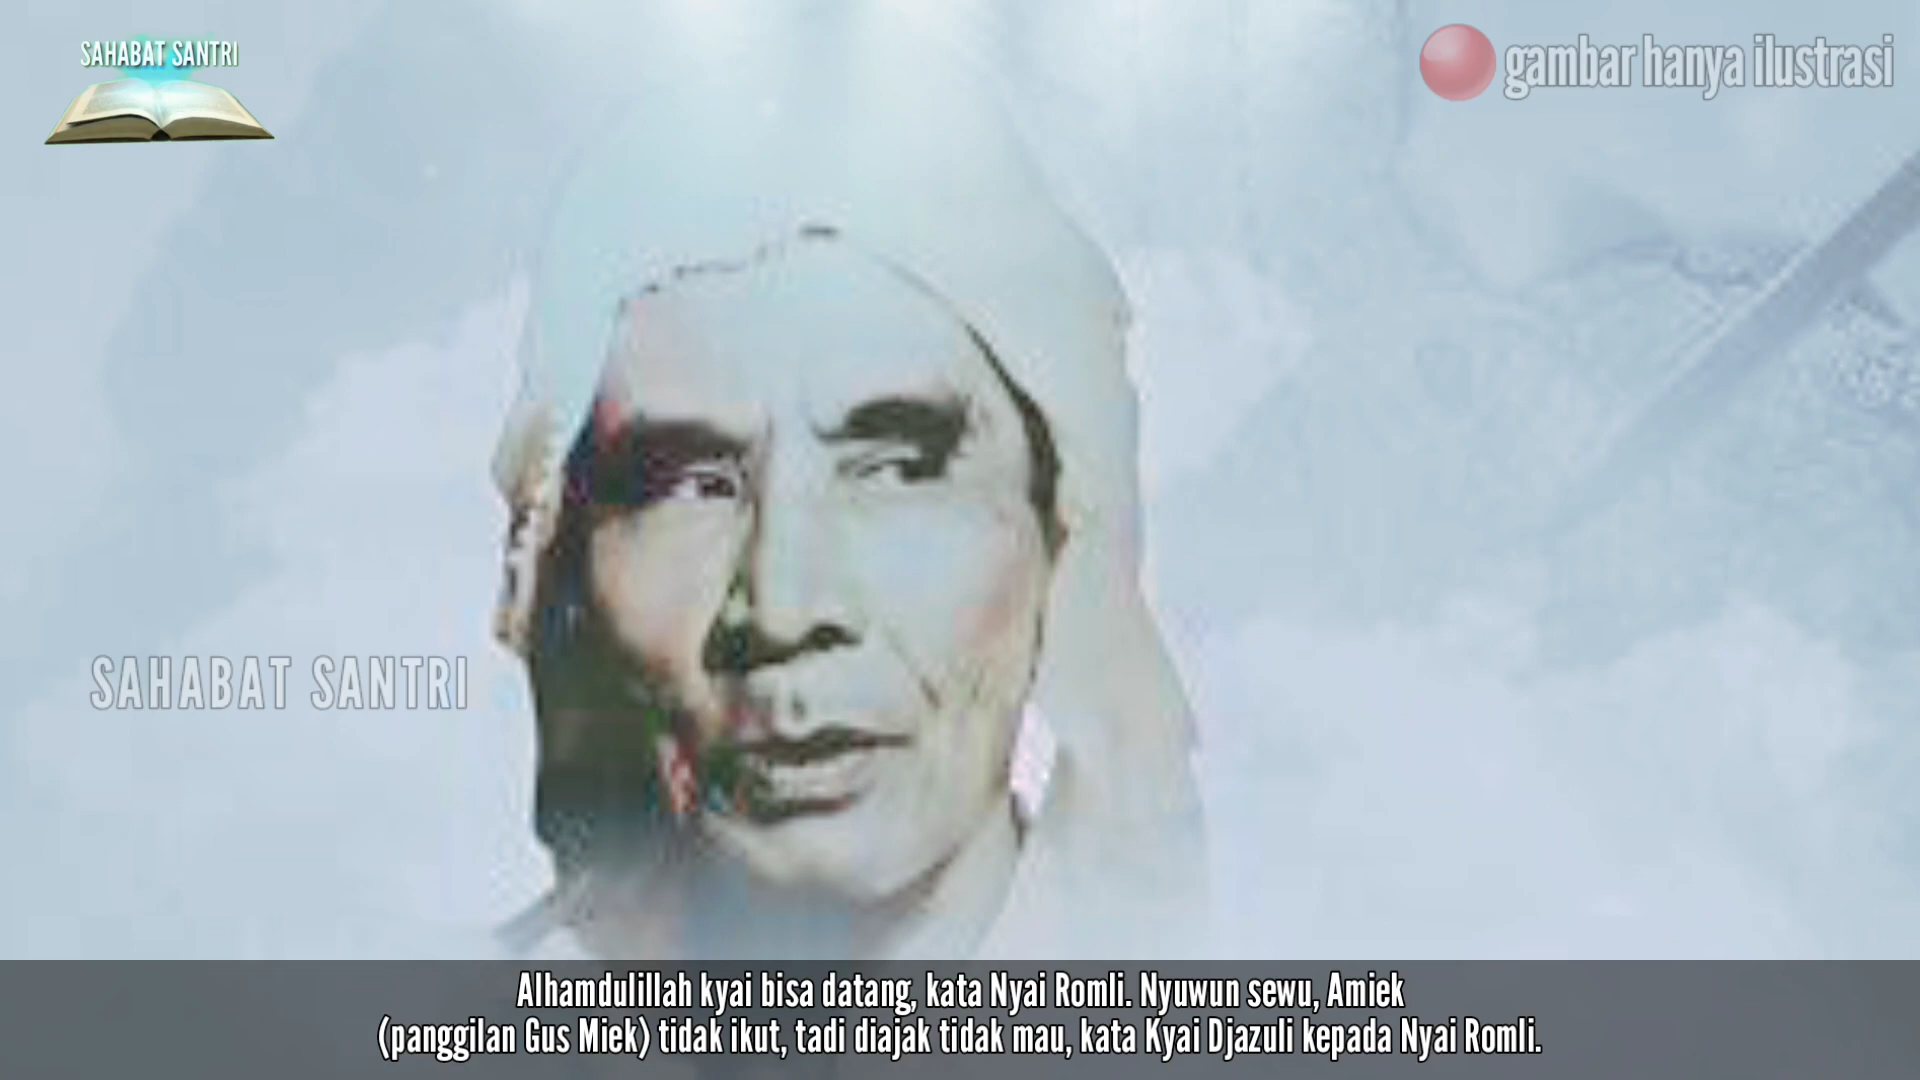 SAHABAT SANTRI
gambar hanya ilustrasi
SAHABAT SANTRI
Alhamdulillah kyai bisa datang, kata Nyai Romli. Nyuwun sewu, Amiek
(panggilan Gus Miek) tidak ikut, tadi diajak tidak mau, kata Kyai Djazuli kepada Nyai Romli.